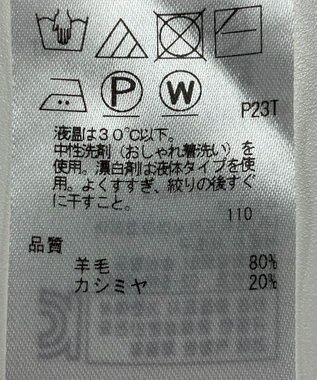 P W
P23T
液温は30℃以下。
中性洗剤(おしゃれ着洗い)を
使用。漂白剤は液体タイプを使
用。よくすすぎ、絞りの後すぐ
に干すこと。
110
品質
羊毛 80%
カシミヤ 20%